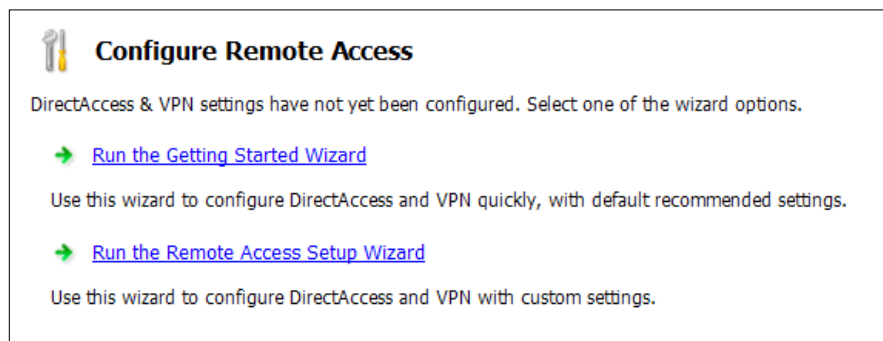 Configure Remote Access
DirectAccess & VPN settings have not yet been configured. Select one of the wizard options.
Run the Getting Started Wizard
Use this wizard to configure DirectAccess and VPN quickly, with default recommended settings.
Run the Remote Access Setup Wizard
Use this wizard to configure DirectAccess and VPN with custom settings.